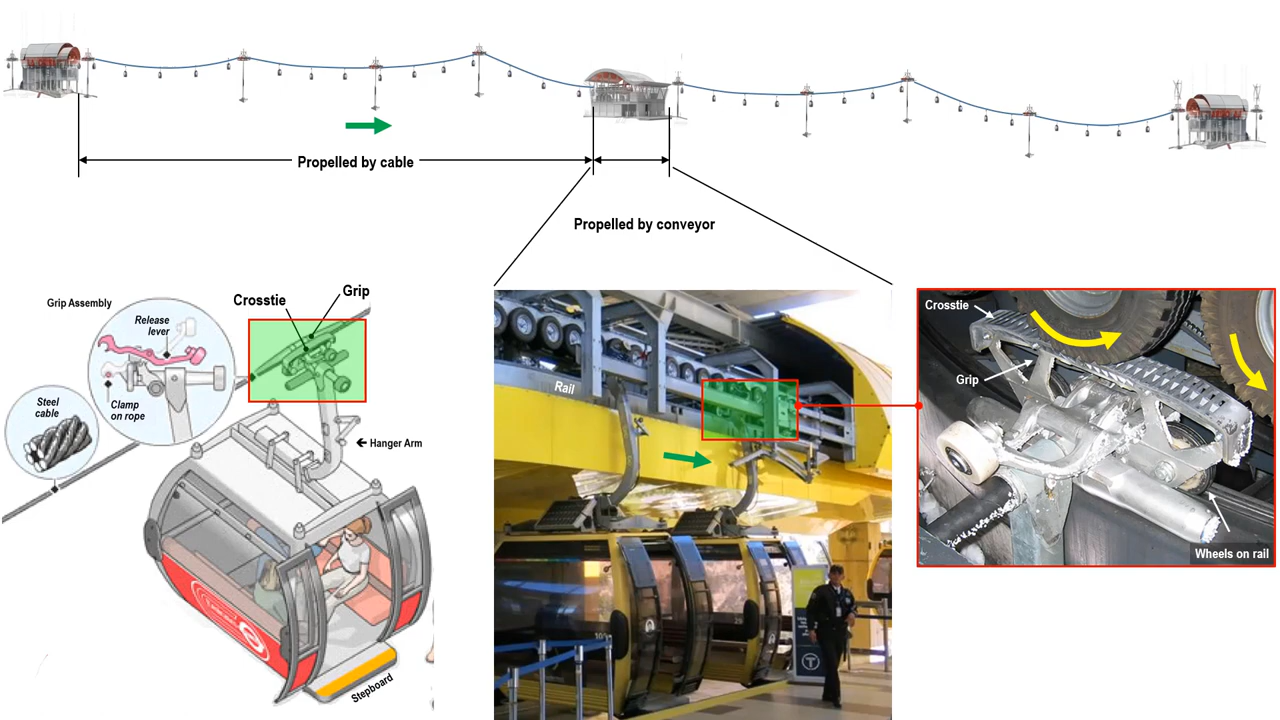 Propelled by cable
Propelled by conveyor
Grip Assembly
Release
lever
Clamp
on rope
Steel
cable
Crosstie
Grip
Hanger Arm
Stepboard
Rail
T
Crosstie
Grip
Wheels on rail